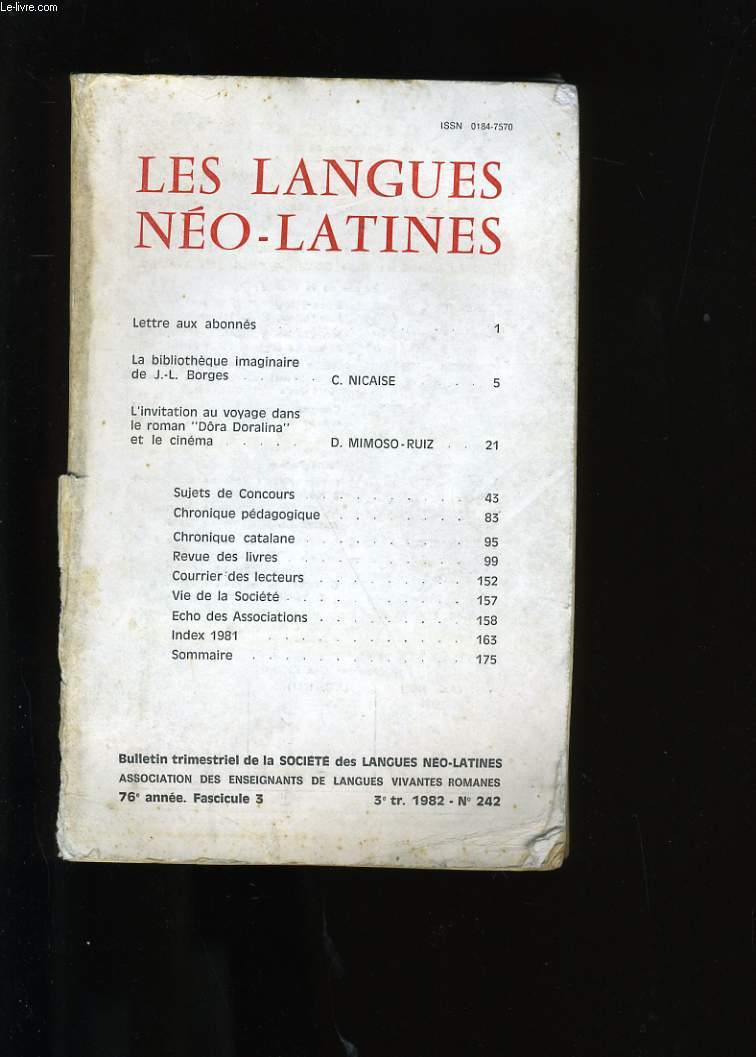 Le-livre.com
ISSN 0184-7570
LES LANGUES
NÉO-LATINES
Lettre aux abonnés . . . 1
La bibliothèque imaginaire
de J.-L. Borges . . . . . C. NICAISE . . . 5
L'invitation au voyage dans
le roman "Dôra Doralina"
et le cinéma . . . . . D. MIMOSO-RUIZ . . 21
Sujets de Concours . . . . . . . . . 43
Chronique pédagogique . . . . . . . . 83
Chronique catalane . . . . . . . . . 95
Revue des livres . . . . . . . . 99
Courrier des lecteurs . . . . . . . . . 152
Vie de la Société . . . . . . . . . . 157
Echo des Associations . . . . . . . . 158
Index 1981 . . . . . . . . . . 163
Sommaire . . . . . . . . . . . 175
Bulletin trimestriel de la SOCIÉTÉ des LANGUES NÉO-LATINES
ASSOCIATION DES ENSEIGNANTS DE LANGUES VIVANTES ROMANES
76e année. Fascicule 3 3e tr. 1982 - No 242